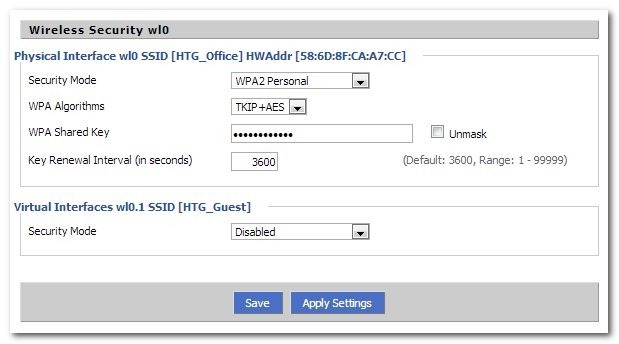 Wireless Security wl0
Physical Interface wl0 SSID [HTG_Office] HWAddr [58:6D:8F:CA:A7:CC]
Security Mode WPA2 Personal
WPA Algorithms TKIP+AES
WPA Shared Key •••••••••••• Unmask
Key Renewal Interval (in seconds) 3600 (Default: 3600, Range: 1 - 99999)
Virtual Interfaces wl0.1 SSID [HTG_Guest]
Security Mode Disabled
Save Apply Settings